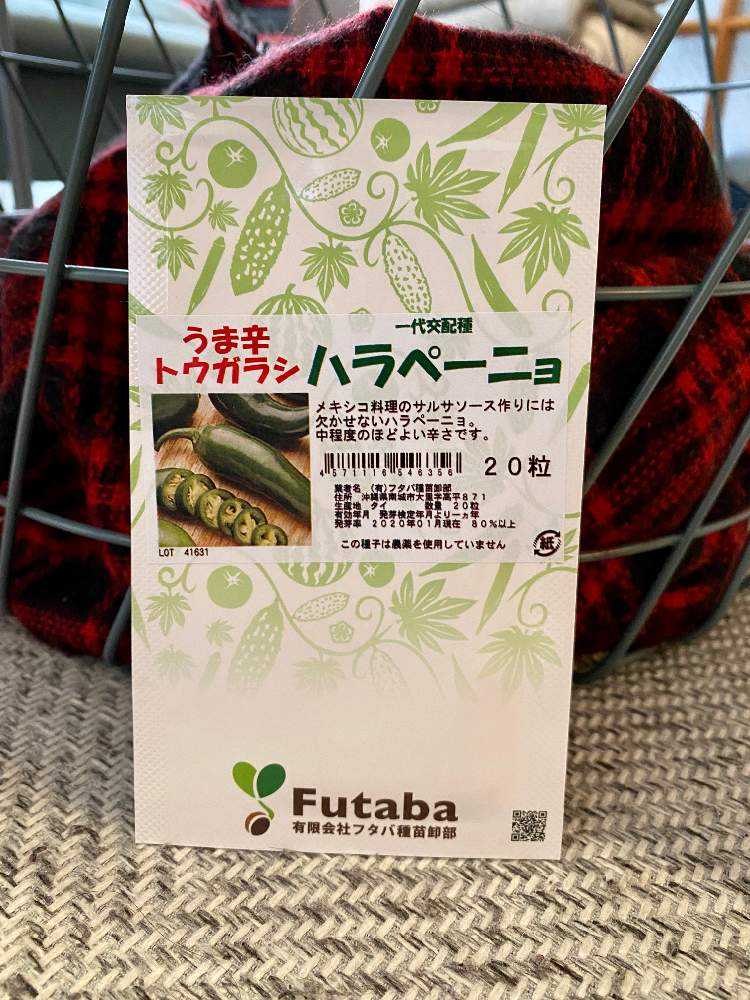 うま辛
トウガラシ
一代交配種
ハラペーニョ
メキシコ料理のサルサソース作りには
欠かせないハラペーニョ。
中程度のほどよい辛さです。
4571116546356
20粒
業者名 (有)フタバ種苗卸部
住所 沖縄県南城市大里字高平871
生産地 タイ 数量 20粒
有効年月 発芽検定年月より一ヵ年
発芽率 2020年01月現在 80%以上
この種子は農薬を使用していません
紙
LOT 41631
Futaba
有限会社フタバ種苗卸部